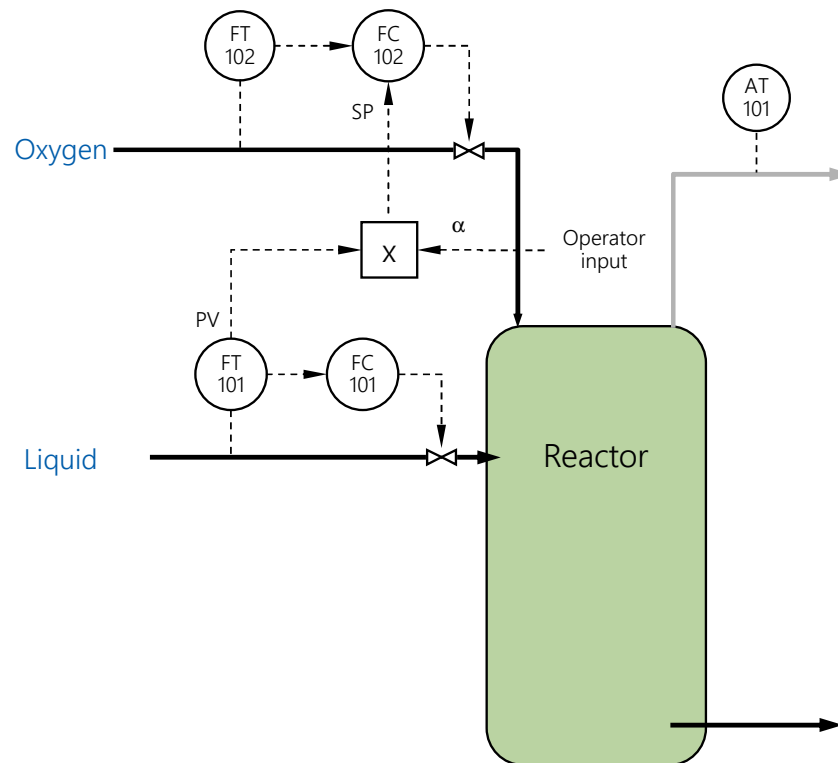 FT
102
FC
102
AT
101
SP
Oxygen
α
X
Operator
input
PV
FT
101
FC
101
Reactor
Liquid